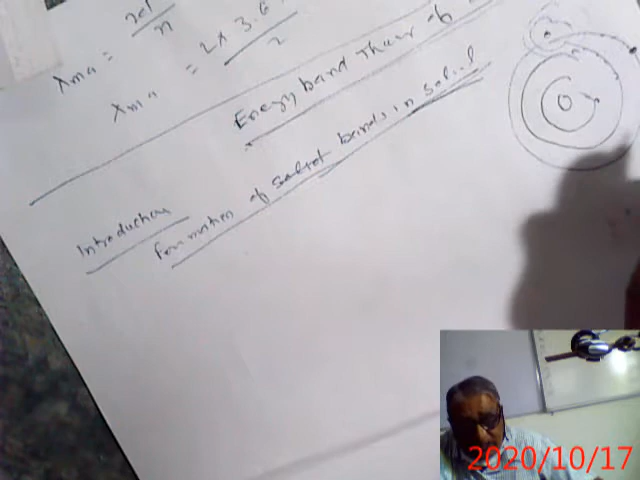 λmax = 2d/n
λmax = 2 x 3.6 / 2
Energy band Theory of
Introduction
formation of bands in solid
2020/10/17